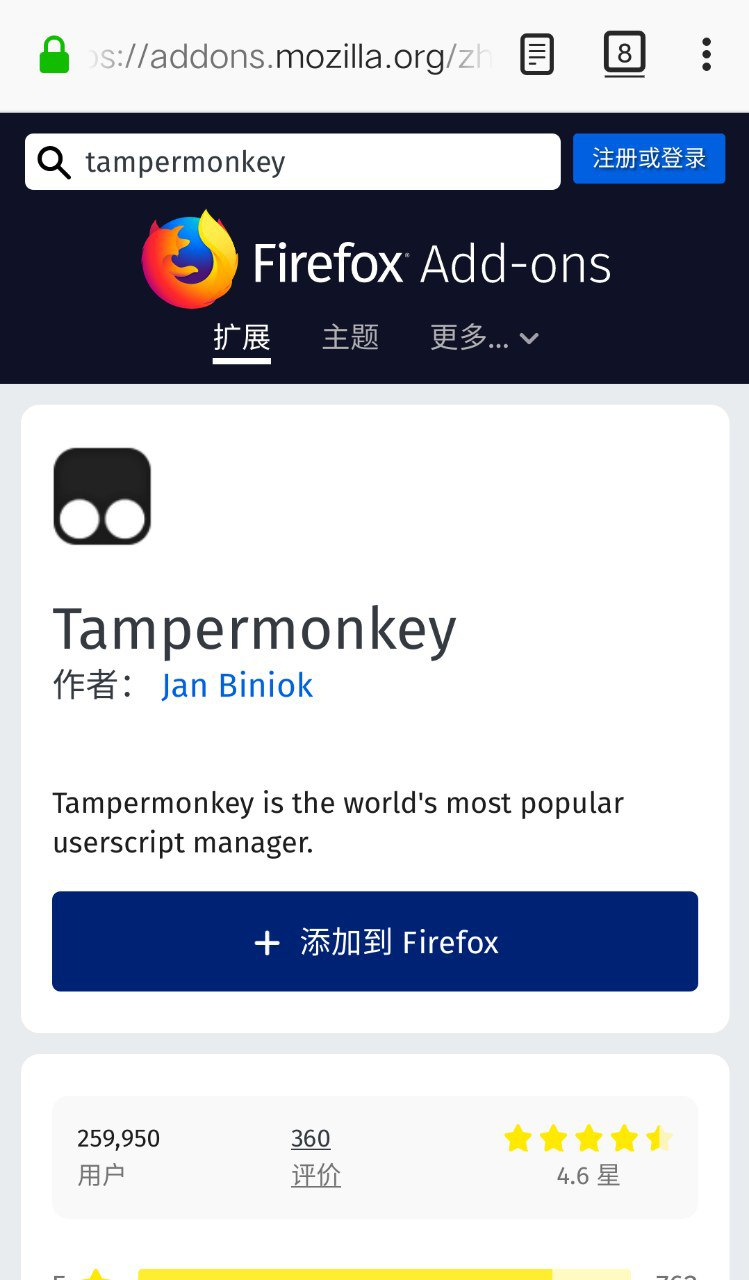 ps://addons.mozilla.org/zh
8
tampermonkey
注册或登录
Firefox Add-ons
扩展
主题
更多...
Tampermonkey
作者： Jan Biniok
Tampermonkey is the world's most popular
userscript manager.
+ 添加到 Firefox
259,950
用户
360
评价
4.6 星